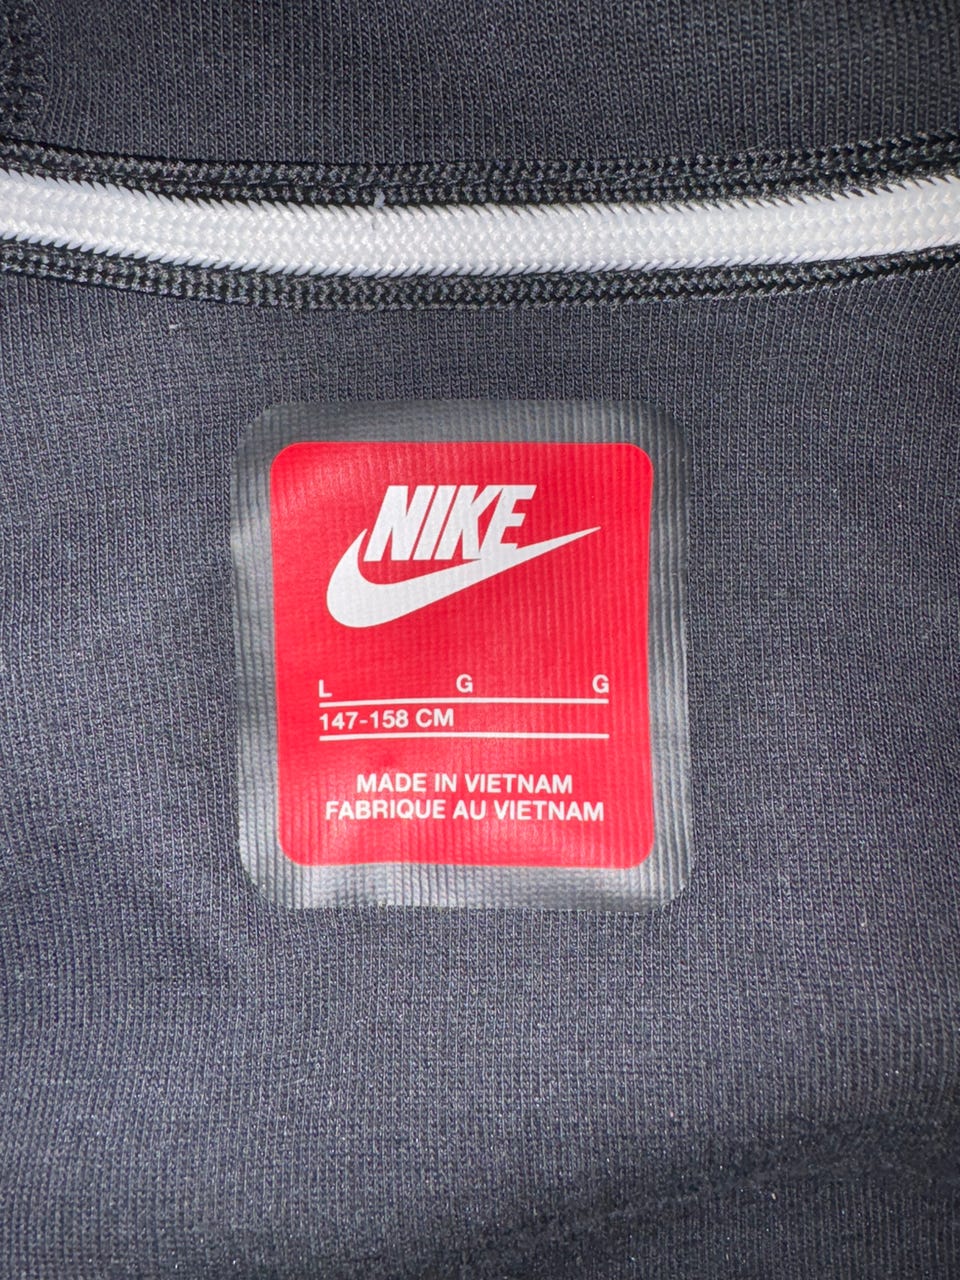 NIKE
L G G
147-158 CM
MADE IN VIETNAM
FABRIQUE AU VIETNAM